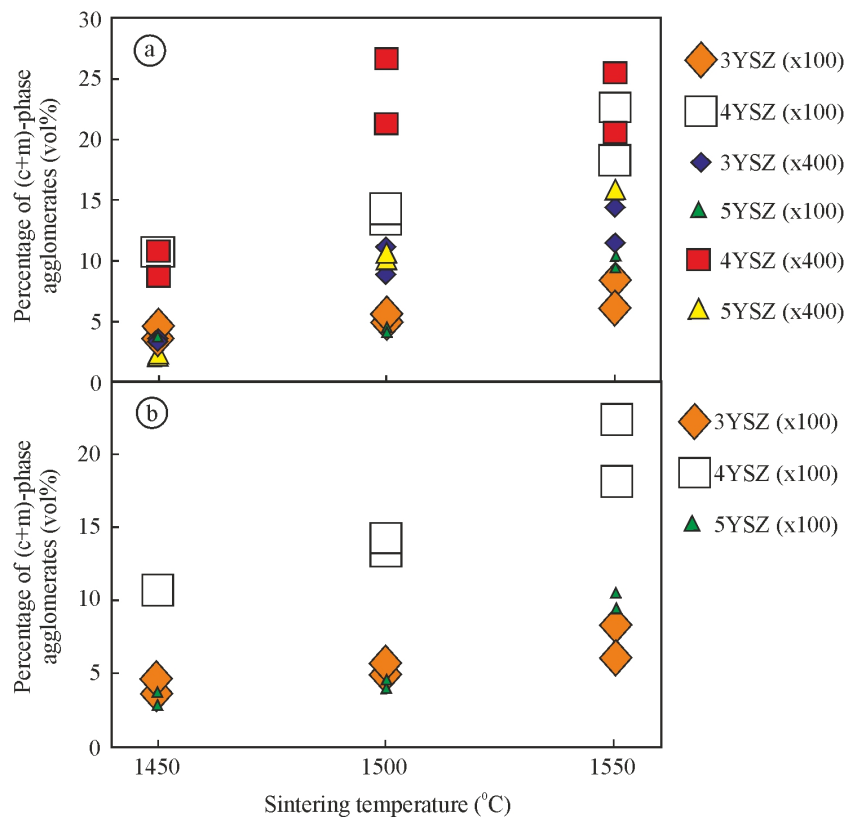 a
30
25
20
15
10
5
0
Percentage of (c+m)-phase
agglomerates (vol%)
3YSZ (x100)
4YSZ (x100)
3YSZ (x400)
5YSZ (x100)
4YSZ (x400)
5YSZ (x400)
b
20
15
10
5
0
Percentage of (c+m)-phase
agglomerates (vol%)
3YSZ (x100)
4YSZ (x100)
5YSZ (x100)
1450 1500 1550
Sintering temperature (°C)